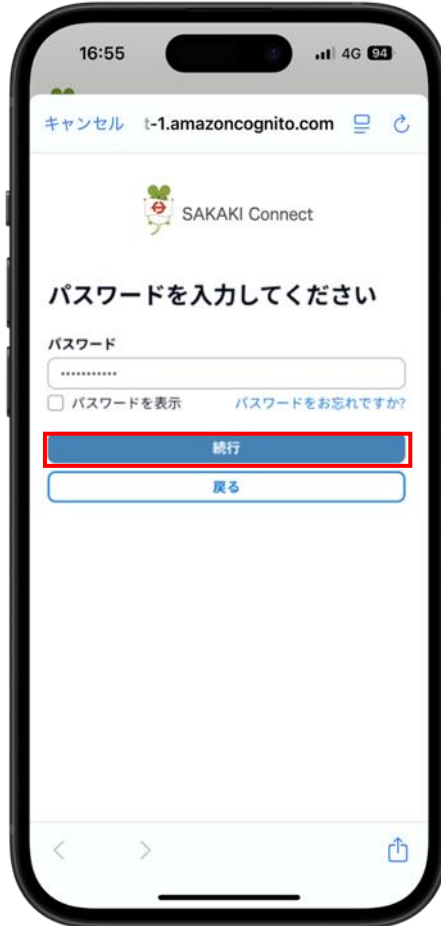 16:55 4G 94
キャンセル t-1.amazoncognito.com
SAKAKI Connect
パスワードを入力してください
パスワード
•••••••••••
パスワードを表示 パスワードをお忘れですか?
続行
戻る